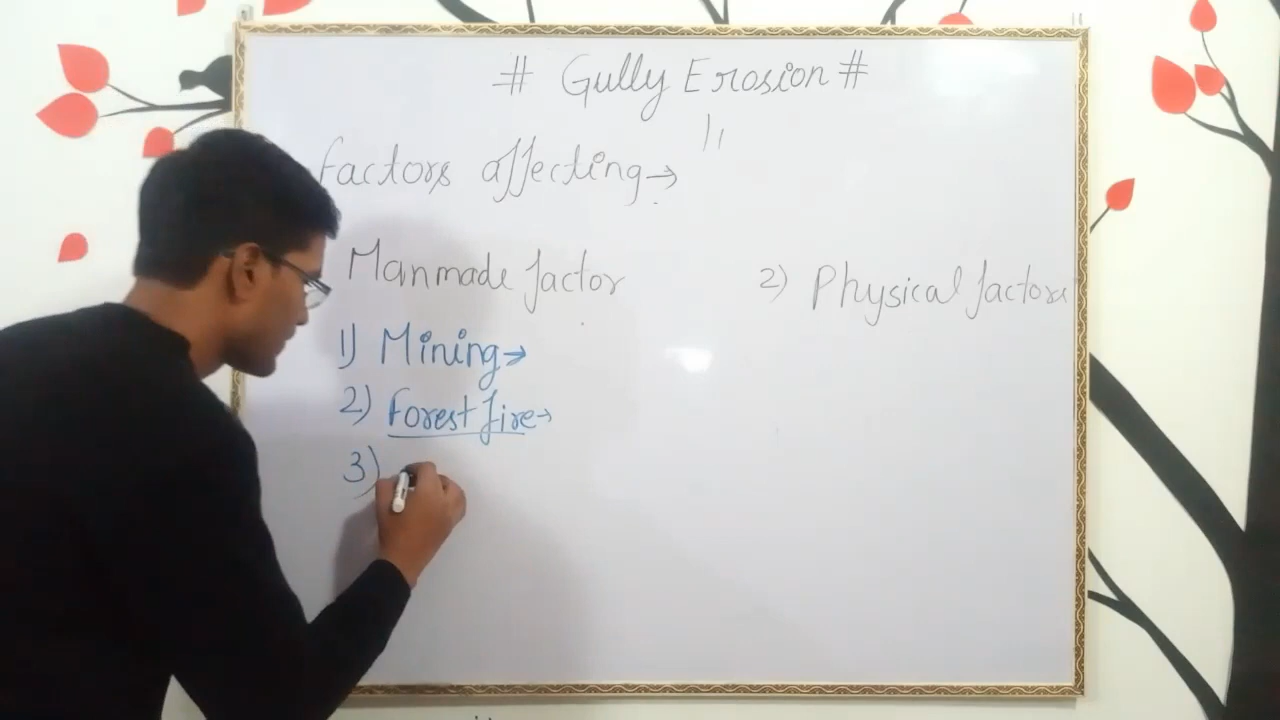 # Gully Erosion #
factors affecting→
Manmade factor
2) Physical factors
1) Mining→
2) Forest fire→
3)